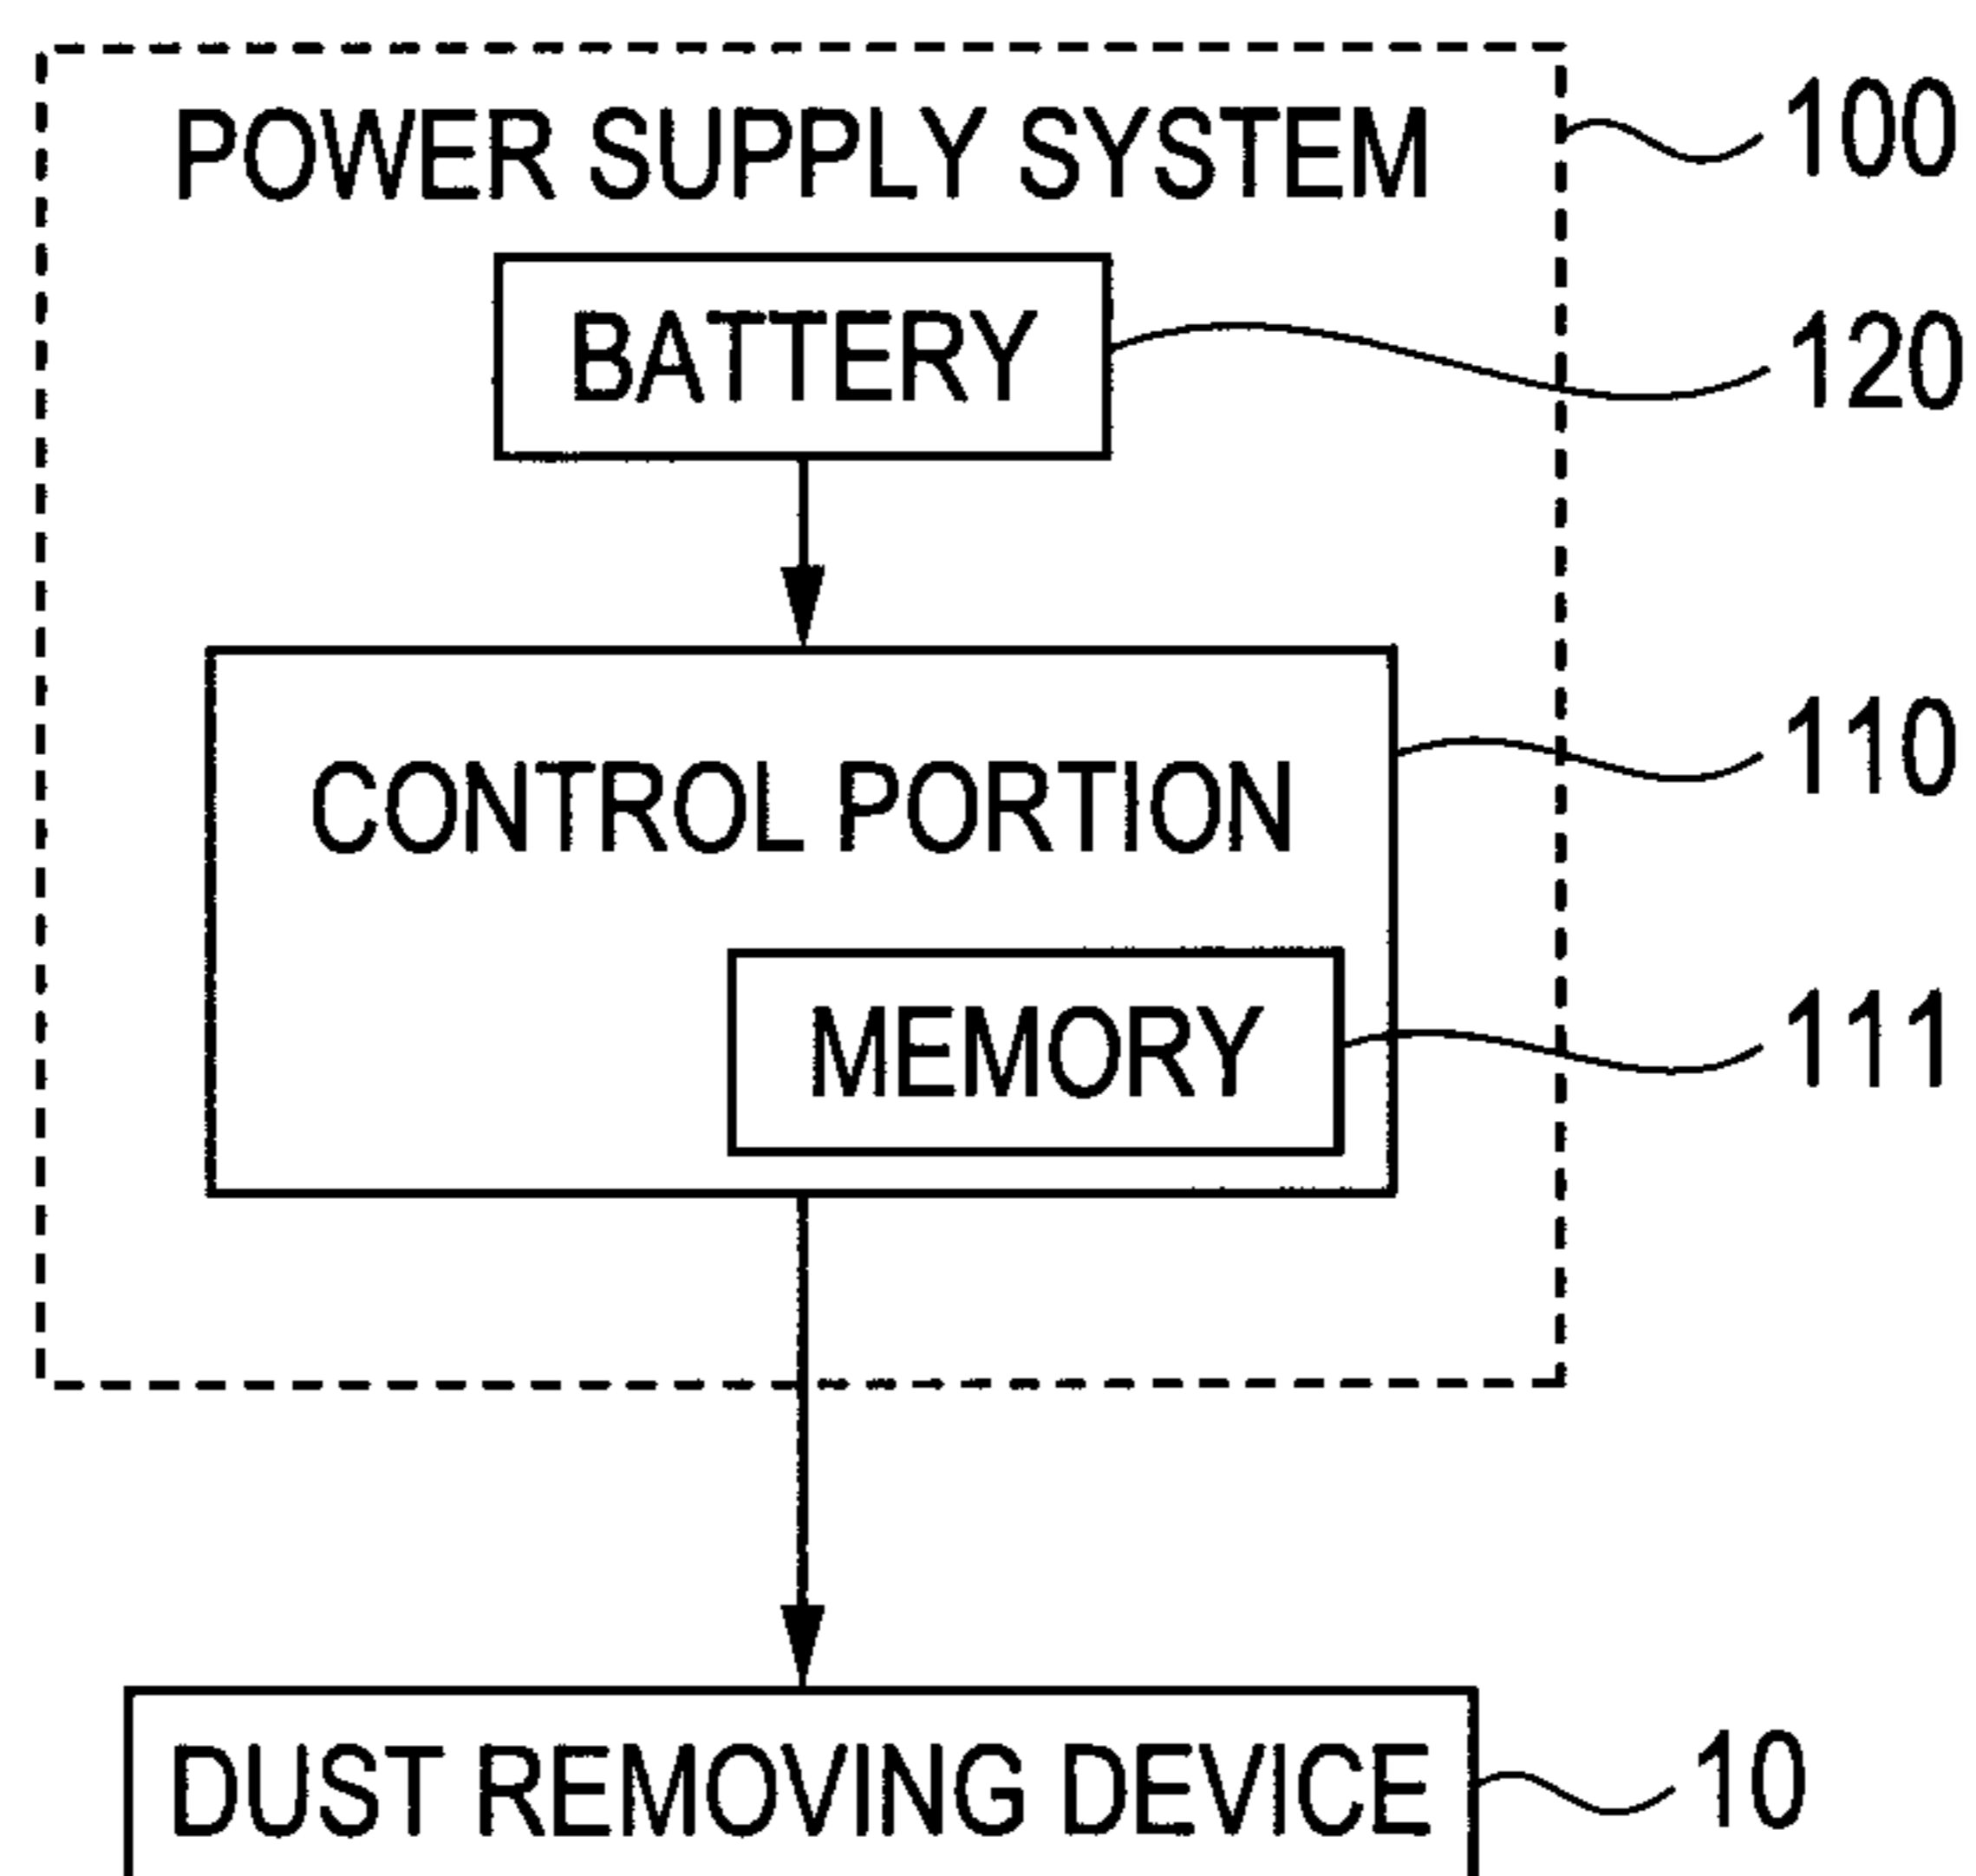 POWER SUPPLY SYSTEM 100
BATTERY 120
CONTROL PORTION 110
MEMORY 111
DUST REMOVING DEVICE 10